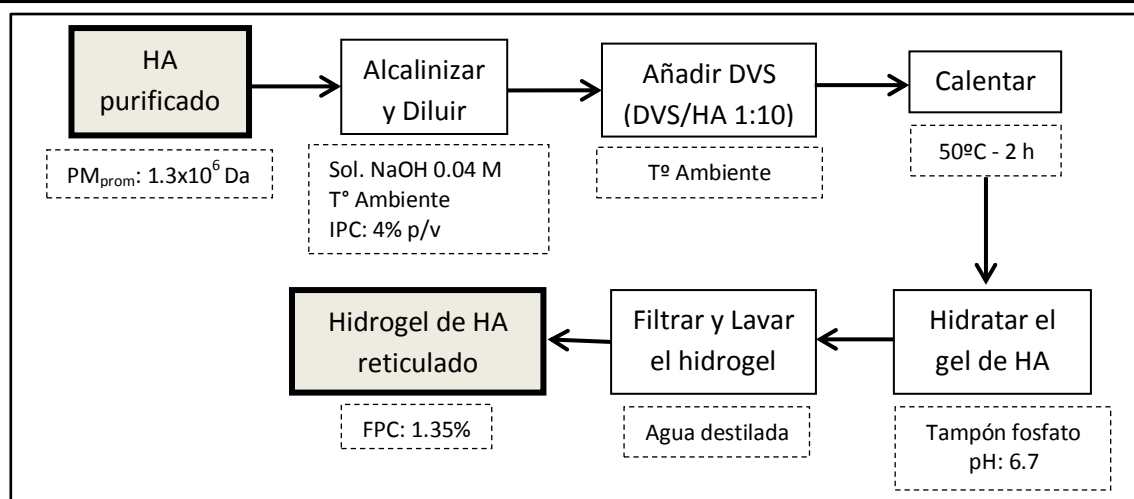 HA
purificado
PMprom: 1.3x10^6 Da
Alcalinizar
y Diluir
Sol. NaOH 0.04 M
T° Ambiente
IPC: 4% p/v
Añadir DVS
(DVS/HA 1:10)
Tº Ambiente
Calentar
50ºC - 2 h
Hidratar el
gel de HA
Tampón fosfato
pH: 6.7
Filtrar y Lavar
el hidrogel
Agua destilada
Hidrogel de HA
reticulado
FPC: 1.35%